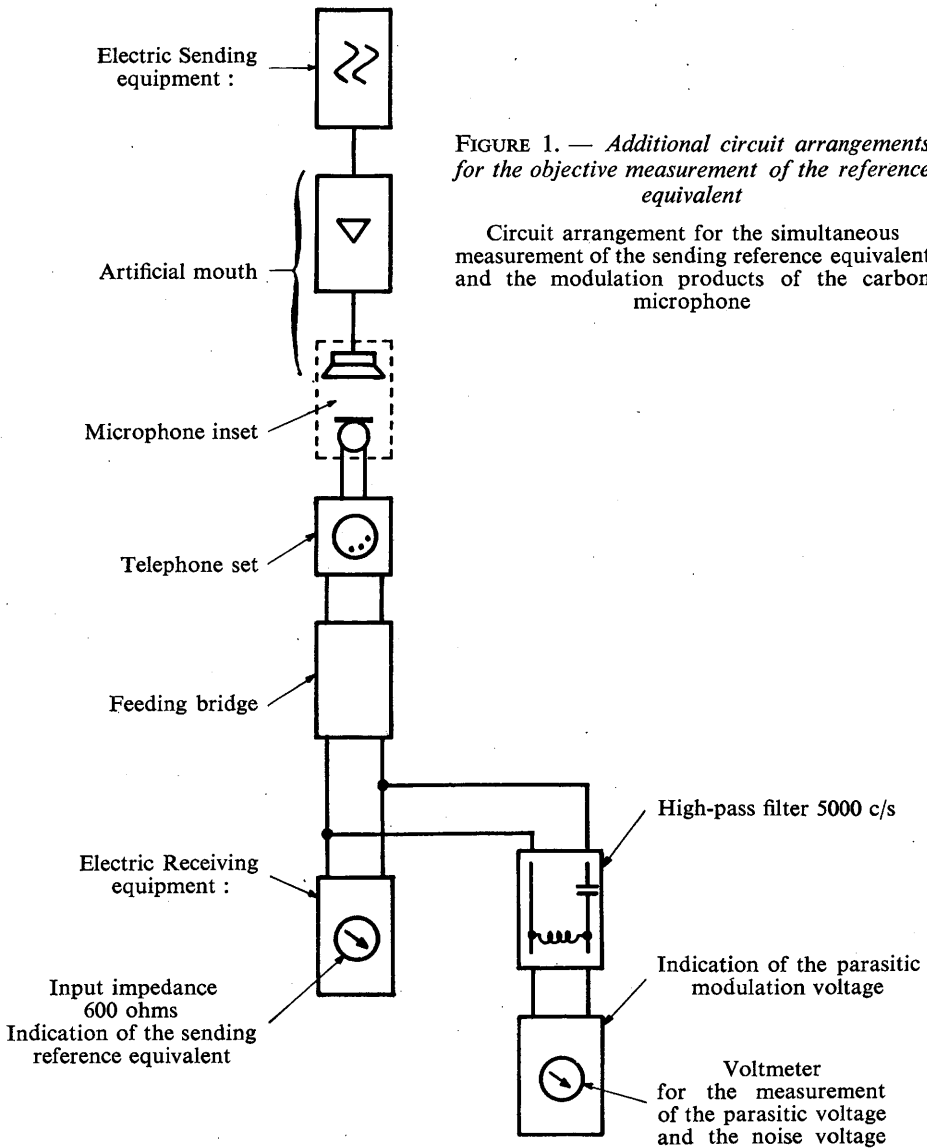 Electric Sending
equipment :
FIGURE 1. — Additional circuit arrangements
for the objective measurement of the reference
equivalent
Circuit arrangement for the simultaneous
measurement of the sending reference equivalent
and the modulation products of the carbon
microphone
Artificial mouth
Microphone inset
Telephone set
Feeding bridge
High-pass filter 5000 c/s
Electric Receiving
equipment :
Input impedance
600 ohms
Indication of the sending
reference equivalent
Indication of the parasitic
modulation voltage
Voltmeter
for the measurement
of the parasitic voltage
and the noise voltage